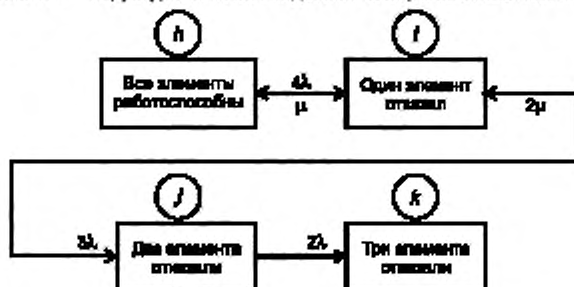 h
i
Все элементы
работоспособны
4λ
μ
Один элемент
отказал
2μ
j
k
3λ
Два элемента
отказали
2λ
Три элемента
отказали